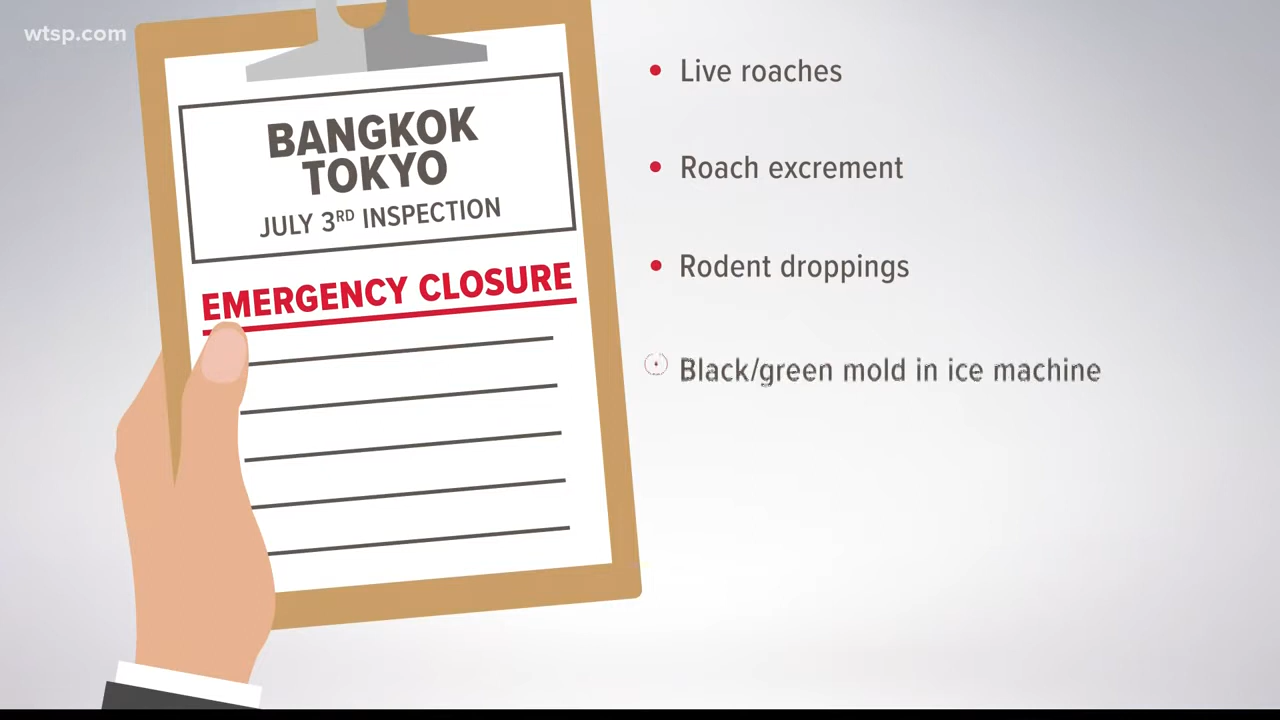 wtsp.com
BANGKOK
TOKYO
JULY 3RD INSPECTION
EMERGENCY CLOSURE
• Live roaches
• Roach excrement
• Rodent droppings
Black/green mold in ice machine